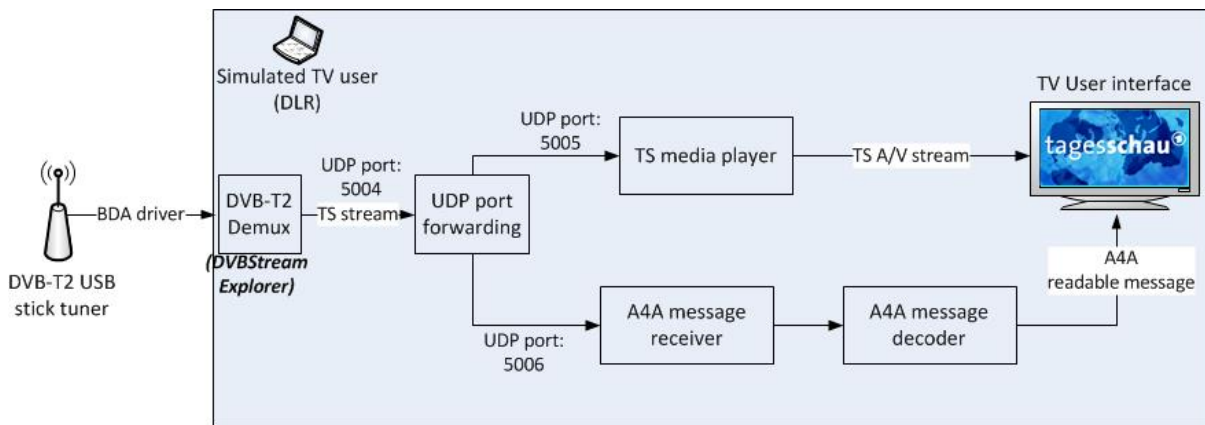 Simulated TV user
(DLR)
TV User interface
tagesschau
UDP port:
5005
TS media player
TS A/V stream
UDP port:
5004
DVB-T2
Demux
TS stream
UDP port
forwarding
BDA driver
(DVBStream
Explorer)
DVB-T2 USB
stick tuner
A4A
readable message
A4A message
receiver
A4A message
decoder
UDP port:
5006